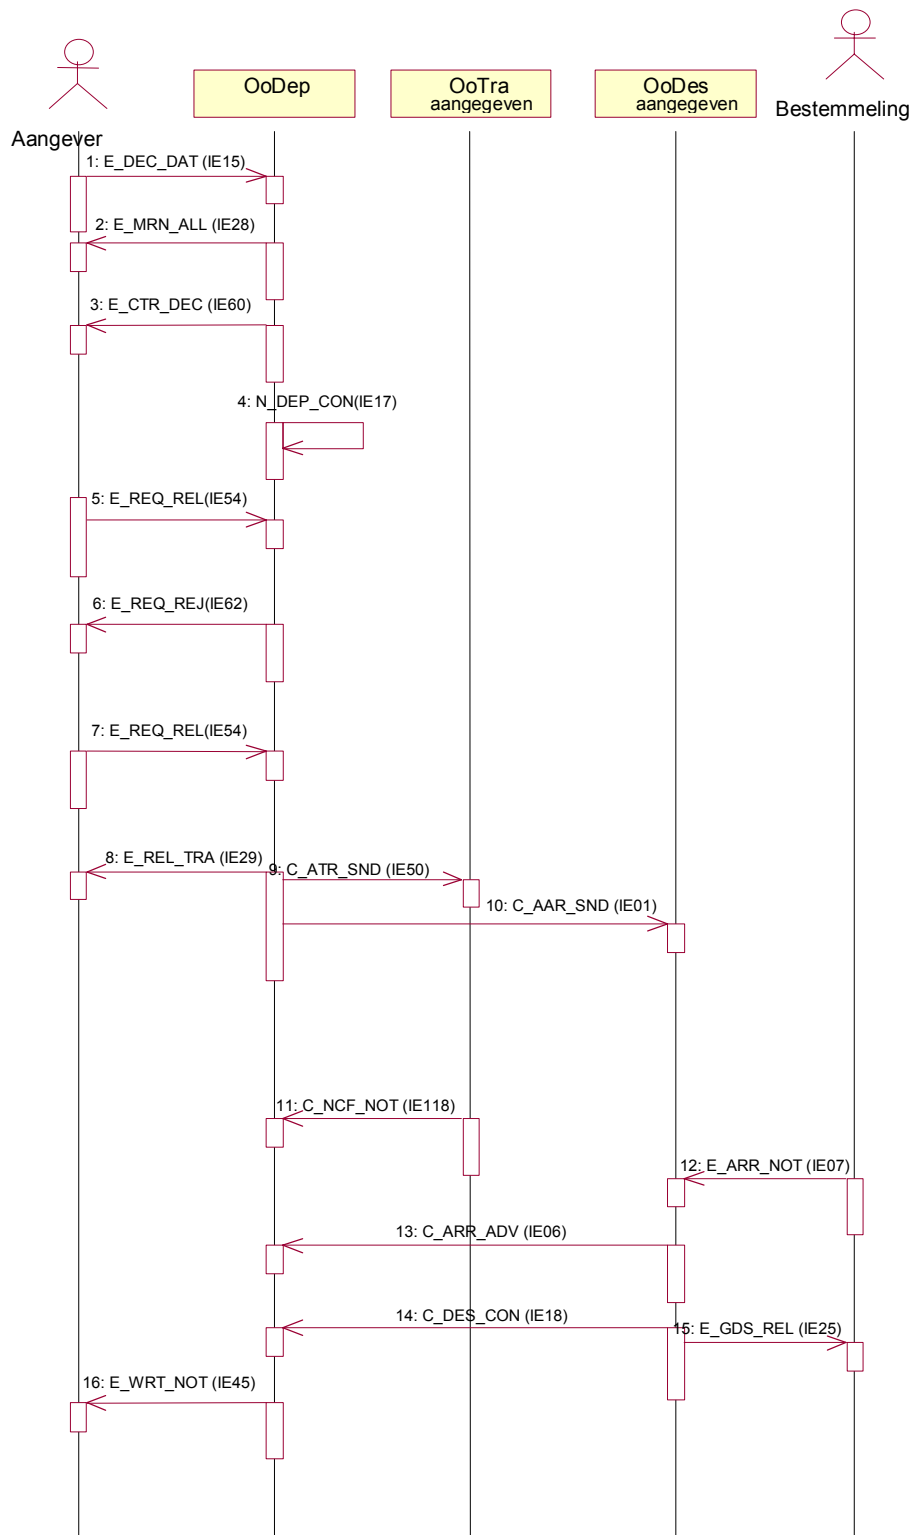 Aangever
OoDep
OoTra
aangegeven
OoDes
aangegeven
Bestemmeling
1: E_DEC_DAT (IE15)
2: E_MRN_ALL (IE28)
3: E_CTR_DEC (IE60)
4: N_DEP_CON(IE17)
5: E_REQ_REL(IE54)
6: E_REQ_REJ(IE62)
7: E_REQ_REL(IE54)
8: E_REL_TRA (IE29)
9: C_ATR_SND (IE50)
10: C_AAR_SND (IE01)
11: C_NCF_NOT (IE118)
12: E_ARR_NOT (IE07)
13: C_ARR_ADV (IE06)
14: C_DES_CON (IE18)
15: E_GDS_REL (IE25)
16: E_WRT_NOT (IE45)